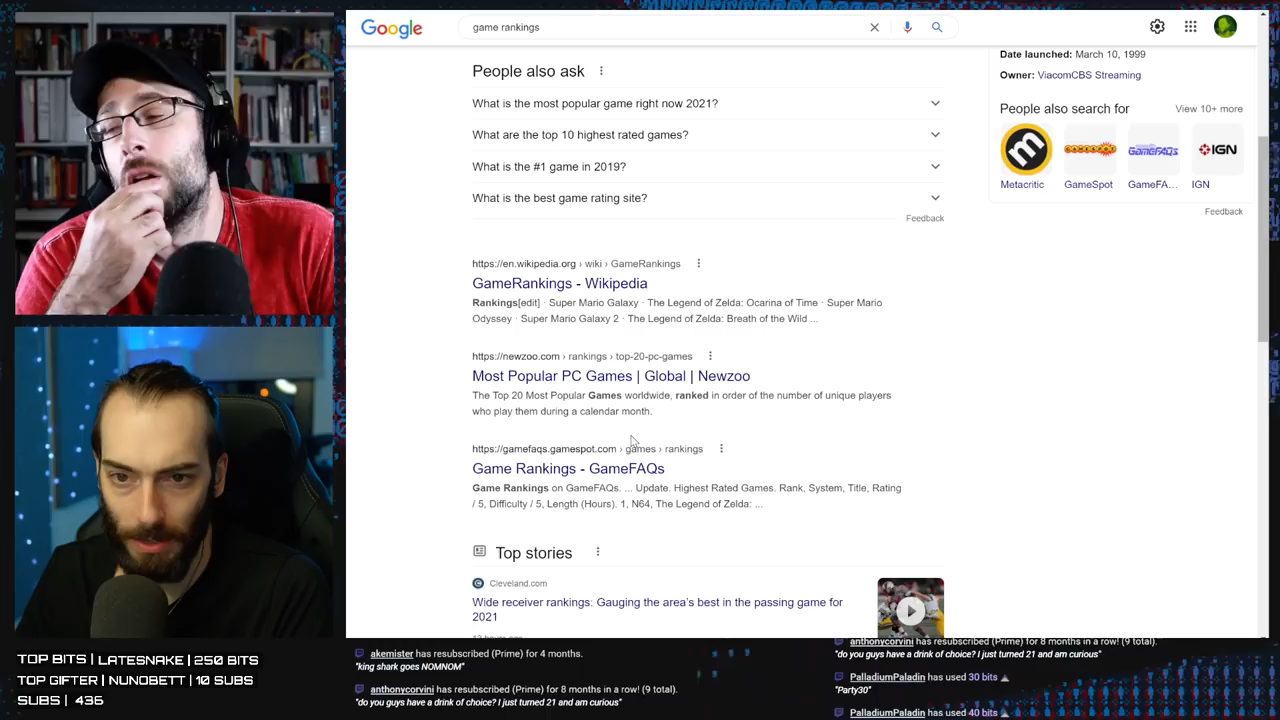 Google
game rankings
People also ask
What is the most popular game right now 2021?
What are the top 10 highest rated games?
What is the #1 game in 2019?
What is the best game rating site?
Feedback
https://en.wikipedia.org › wiki › GameRankings
GameRankings - Wikipedia
Rankings[edit] · Super Mario Galaxy · The Legend of Zelda: Ocarina of Time · Super Mario
Odyssey · Super Mario Galaxy 2 · The Legend of Zelda: Breath of the Wild ...
https://newzoo.com › rankings › top-20-pc-games
Most Popular PC Games | Global | Newzoo
The Top 20 Most Popular Games worldwide, ranked in order of the number of unique players
who play them during a calendar month.
https://gamefaqs.gamespot.com › games › rankings
Game Rankings - GameFAQs
Game Rankings on GameFAQs. ... Update. Highest Rated Games. Rank, System, Title, Rating
/ 5, Difficulty / 5, Length (Hours). 1, N64, The Legend of Zelda: ...
Top stories
Cleveland.com
Wide receiver rankings: Gauging the area's best in the passing game for
2021
Date launched: March 10, 1999
Owner: ViacomCBS Streaming
People also search for
View 10+ more
GameSpot
GameFAQs
IGN
Metacritic
GameSpot
GameFA...
IGN
Feedback
TOP BITS | LATESNAKE | 250 BITS
TOP GIFTER | NUNOBETT | 10 SUBS
SUBS | 436
akemister has resubscribed (Prime) for 4 months.
"king shark goes NOMNOM"
anthonycorvini has resubscribed (Prime) for 8 months in a row! (9 total).
"do you guys have a drink of choice? I just turned 21 and am curious"
anthonycorvini has resubscribed (Prime) for 8 months in a row! (9 total).
"do you guys have a drink of choice? I just turned 21 and am curious"
PalladiumPaladin has used 30 bits
"Party30"
PalladiumPaladin has used 40 bits